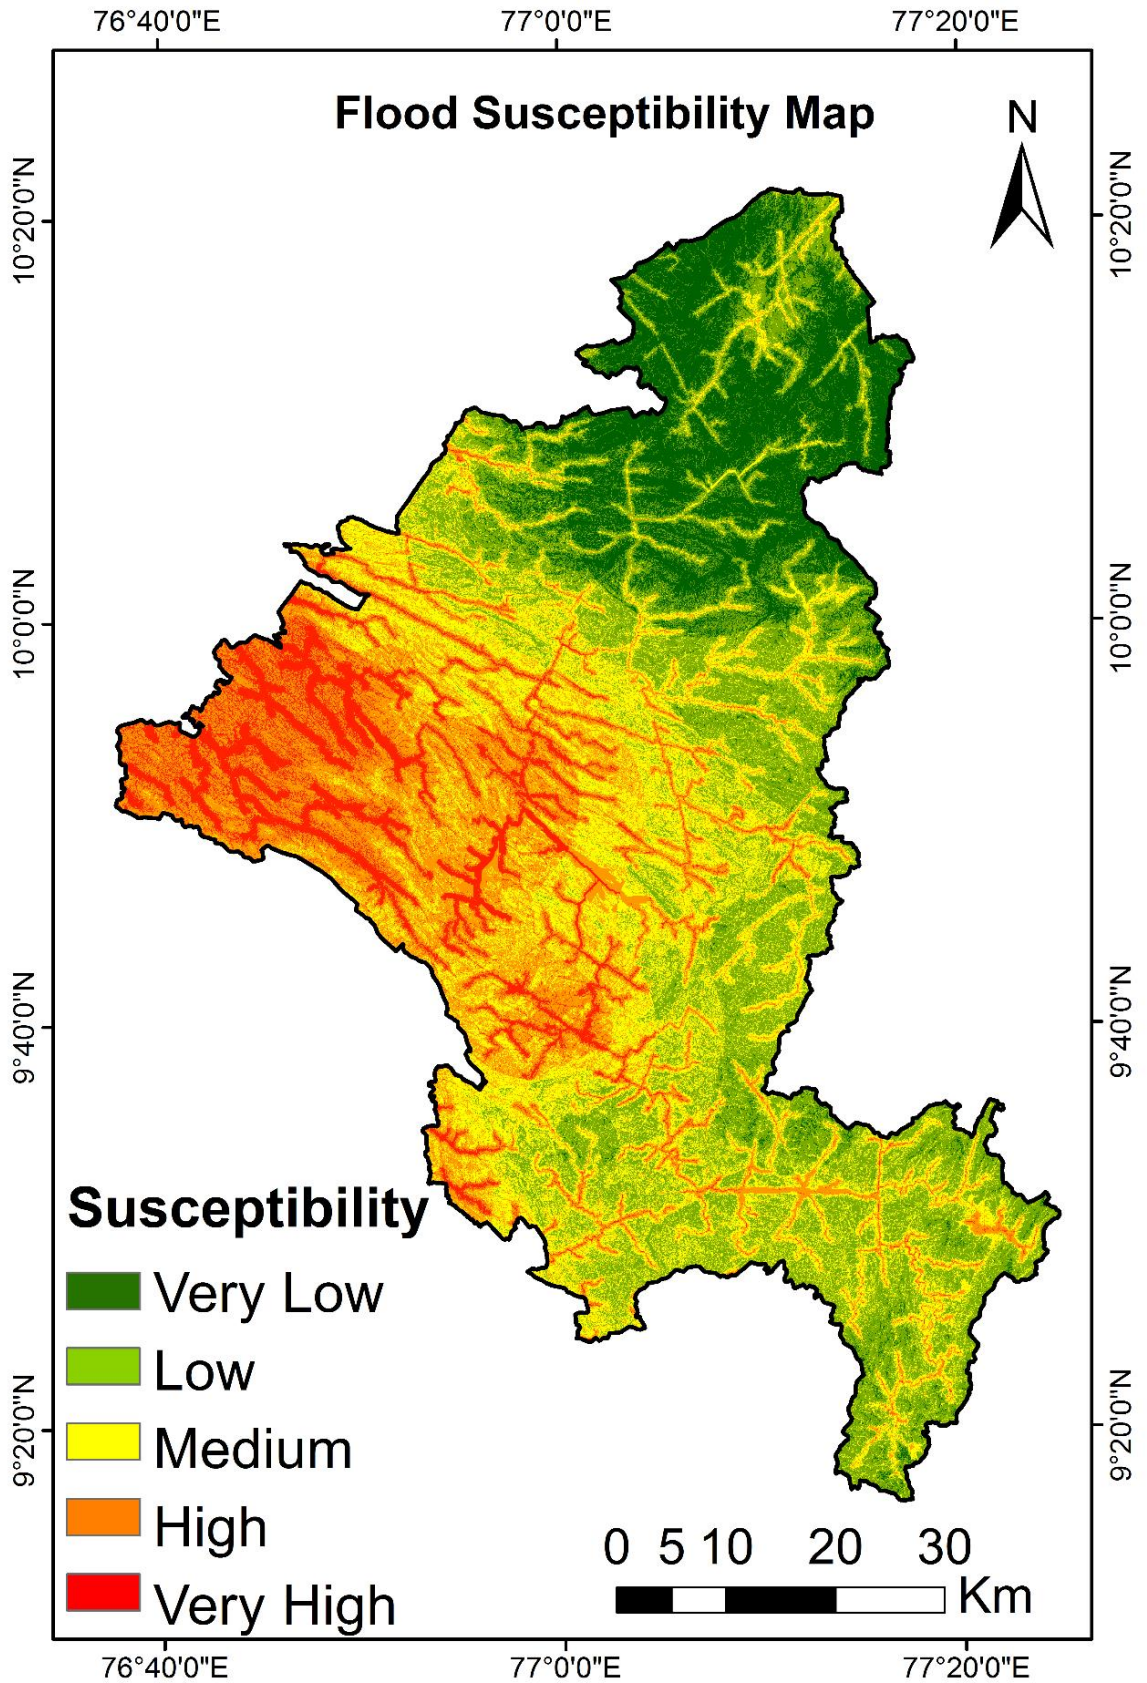 76°40'0"E 77°0'0"E 77°20'0"E
Flood Susceptibility Map
N
10°20'0"N 10°20'0"N
10°0'0"N 10°0'0"N
9°40'0"N 9°40'0"N
Susceptibility
Very Low
Low
Medium
9°20'0"N 9°20'0"N
High
Very High
0 5 10 20 30
Km
76°40'0"E 77°0'0"E 77°20'0"E